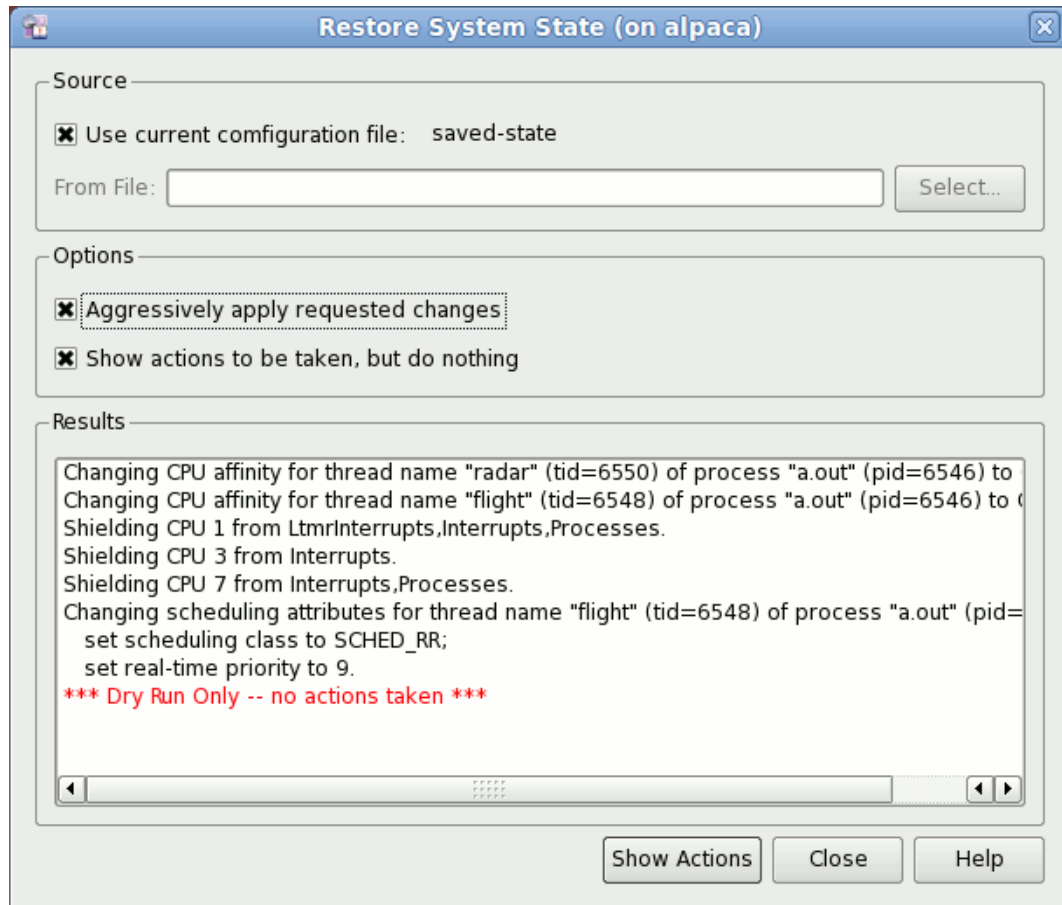 Restore System State (on alpaca)
Source
Use current comfiguration file: saved-state
From File:
Select...
Options
Aggressively apply requested changes
Show actions to be taken, but do nothing
Results
Changing CPU affinity for thread name "radar" (tid=6550) of process "a.out" (pid=6546) to
Changing CPU affinity for thread name "flight" (tid=6548) of process "a.out" (pid=6546) to
Shielding CPU 1 from LtmrInterrupts,Interrupts,Processes.
Shielding CPU 3 from Interrupts.
Shielding CPU 7 from Interrupts,Processes.
Changing scheduling attributes for thread name "flight" (tid=6548) of process "a.out" (pid=
set scheduling class to SCHED_RR;
set real-time priority to 9.
*** Dry Run Only -- no actions taken ***
Show Actions
Close
Help